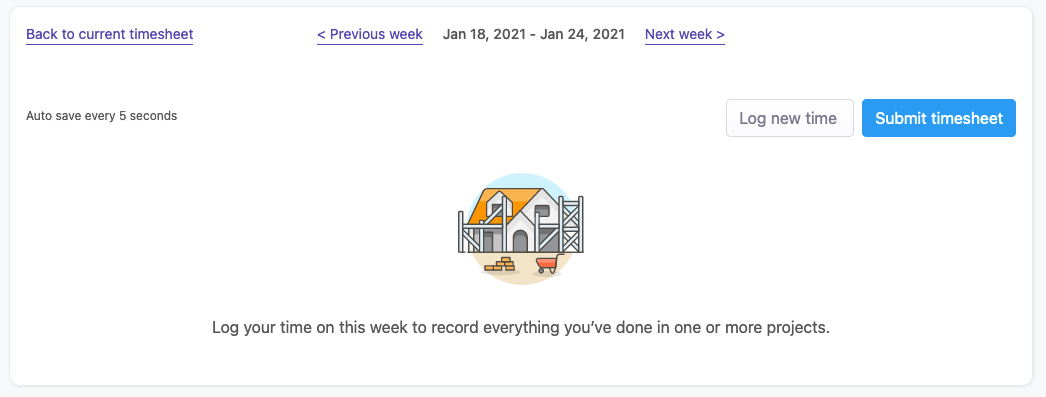 Back to current timesheet
< Previous week
Jan 18, 2021 - Jan 24, 2021
Next week >
Auto save every 5 seconds
Log new time
Submit timesheet
Log your time on this week to record everything you’ve done in one or more projects.